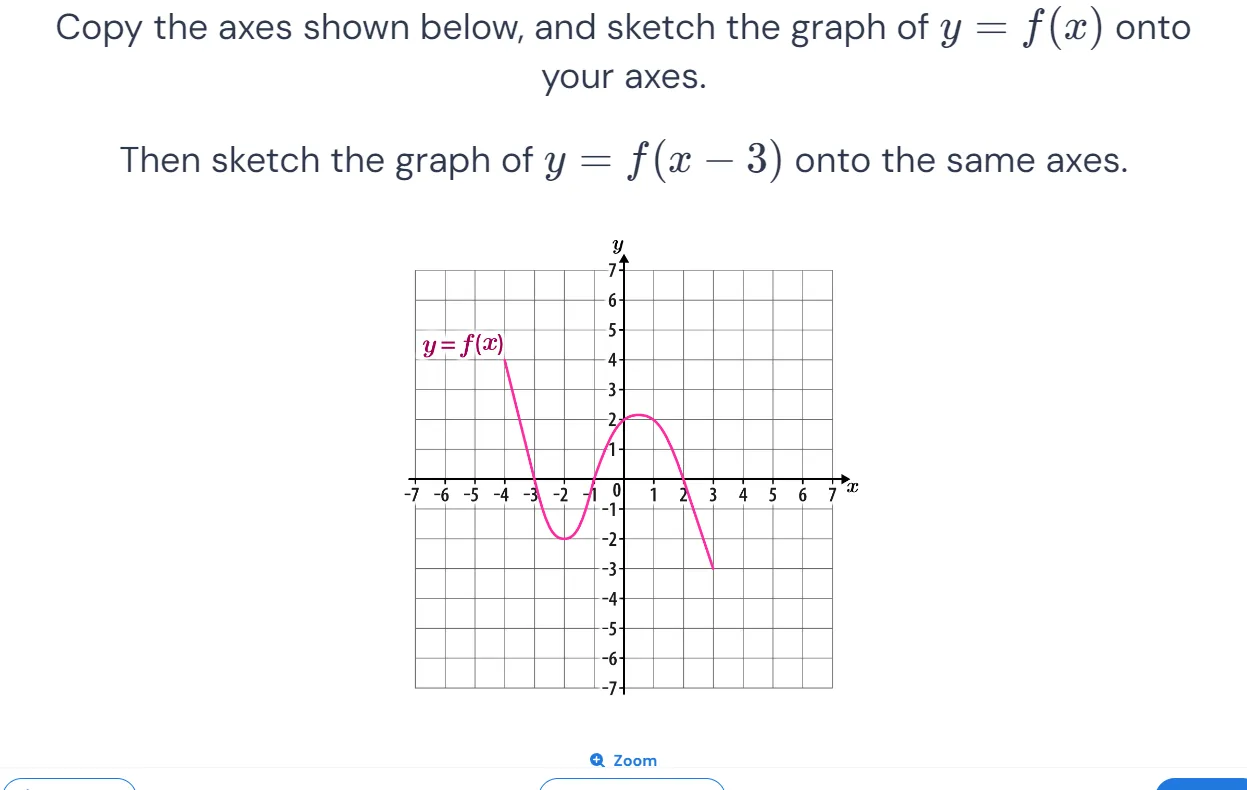 Copy the axes shown below, and sketch the graph of y = f(x) onto
your axes.
Then sketch the graph of y = f(x − 3) onto the same axes.
y
7
6
5
y = f(x)
4
3
2
1
-7 -6 -5 -4 -3 -2 -1 0 1 2 3 4 5 6 7 x
-1
-2
-3
-4
-5
-6
-7
Zoom